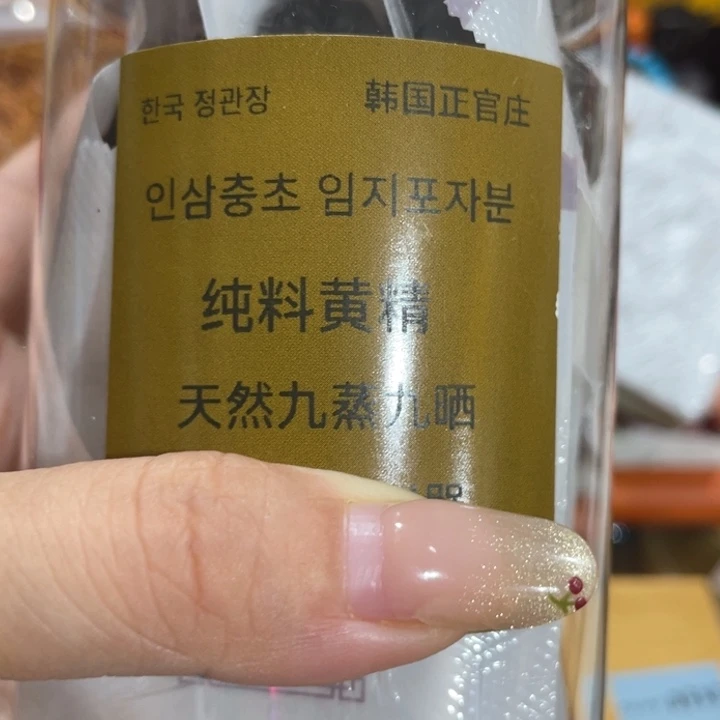 한국 정관장 韩国正官庄
인삼충초 임지포자분
纯料黄精
天然九蒸九晒